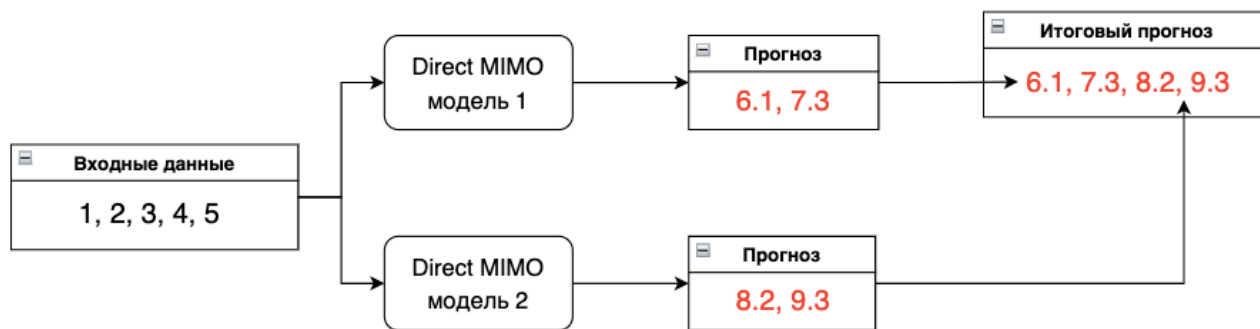 Входные данные
1, 2, 3, 4, 5
Direct MIMO
модель 1
Прогноз
6.1, 7.3
Direct MIMO
модель 2
Прогноз
8.2, 9.3
Итоговый прогноз
6.1, 7.3, 8.2, 9.3